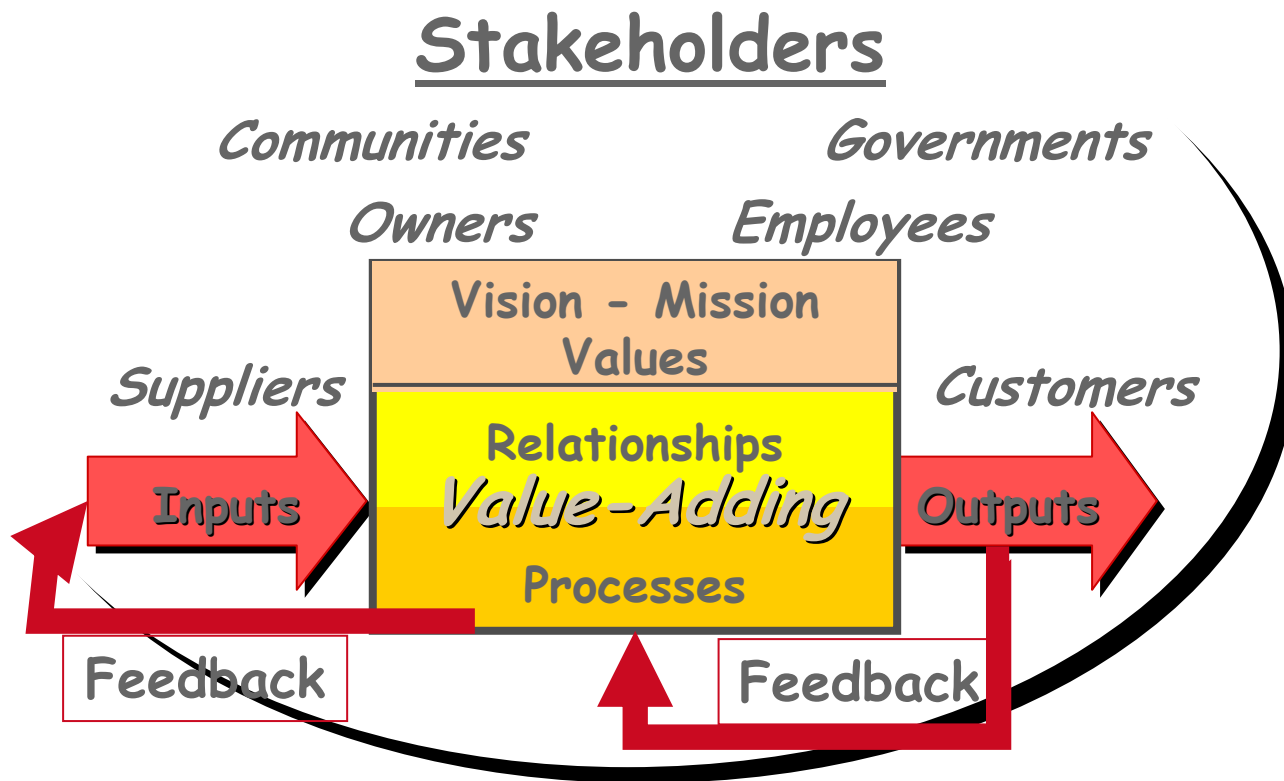 Stakeholders
Communities
Governments
Owners
Employees
Vision - Mission
Values
Suppliers
Customers
Relationships
Inputs
Value-Adding
Outputs
Processes
Feedback
Feedback